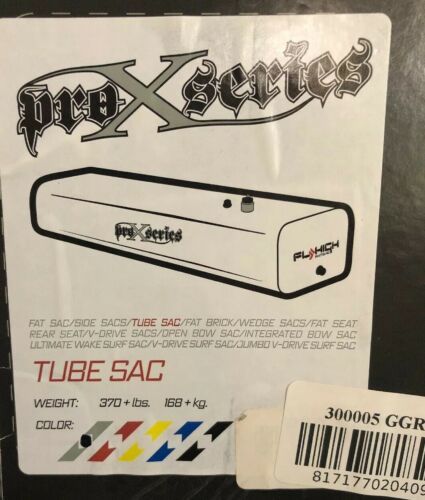 proXseries
proXseries
FLYHIGH
FAT SAC/SIDE SACS/TUBE SAC/FAT BRICK/WEDGE SACS/FAT SEAT
REAR SEAT/V-DRIVE SACS/OPEN BOW SAC/INTEGRATED BOW SAC
ULTIMATE WAKE SURF SAC/V-DRIVE SURF SAC/JUMBO V-DRIVE SURF SAC
TUBE SAC
WEIGHT: 370+lbs. 168+kg.
COLOR:
300005 GGR
817177020409